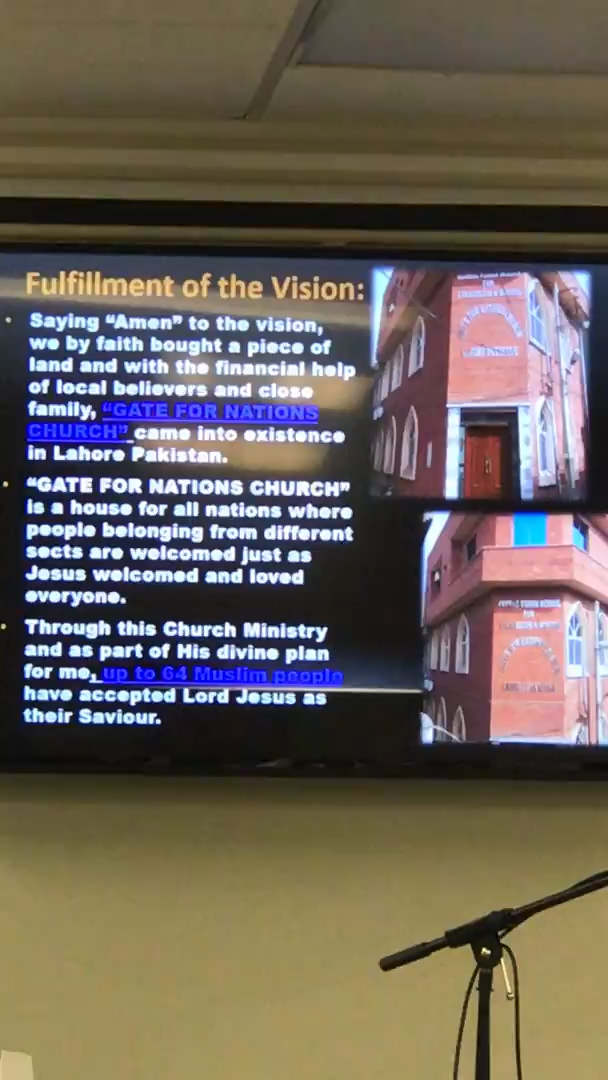 Fulfillment of the Vision:
• Saying “Amen” to the vision,
we by faith bought a piece of
land and with the financial help
of local believers and close
family, “GATE FOR NATIONS
CHURCH” came into existence
in Lahore Pakistan.
• “GATE FOR NATIONS CHURCH”
is a house for all nations where
people belonging from different
sects are welcomed just as
Jesus welcomed and loved
everyone.
• Through this Church Ministry
and as part of His divine plan
for me, up to 64 Muslim people
have accepted Lord Jesus as
their Saviour.